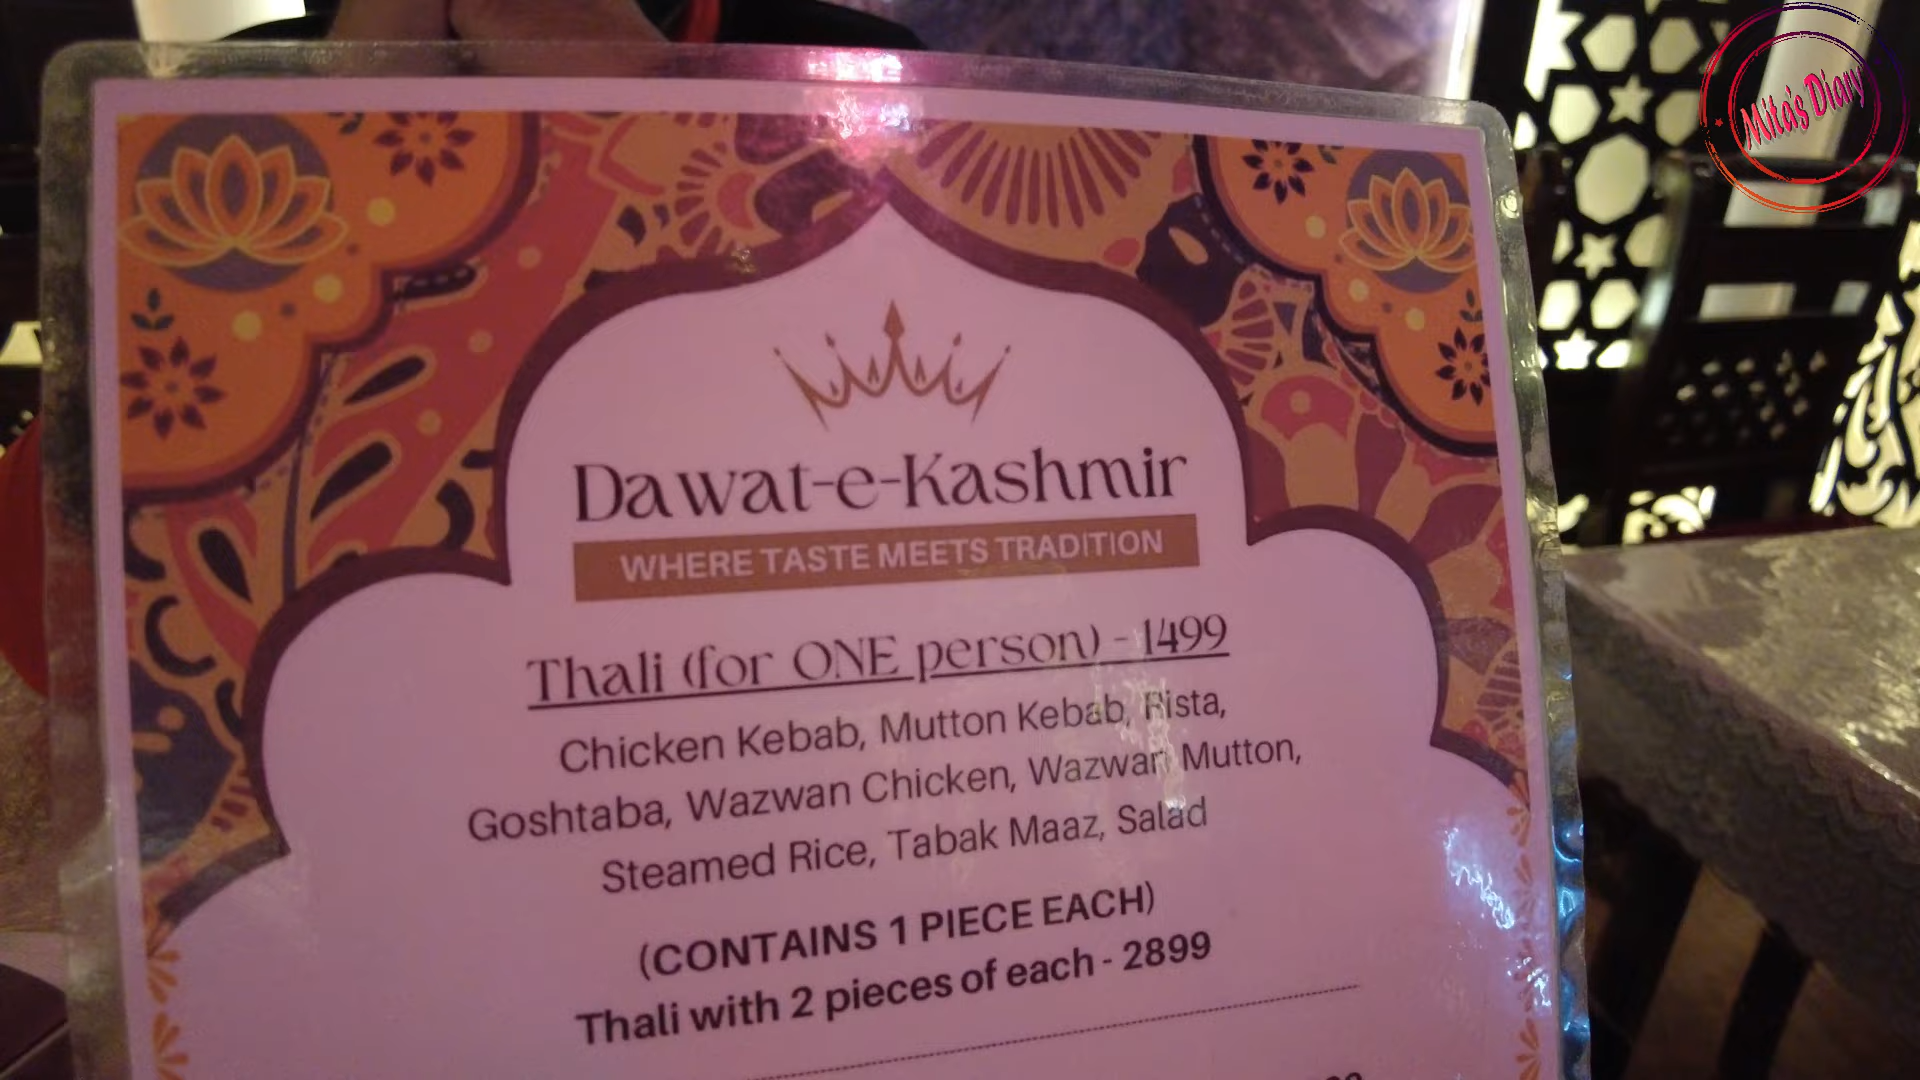 Mita's Diary
Dawat-e-Kashmir
WHERE TASTE MEETS TRADITION
Thali (for ONE person) - 1499
Chicken Kebab, Mutton Kebab, Rista,
Goshtaba, Wazwan Chicken, Wazwan Mutton,
Steamed Rice, Tabak Maaz, Salad
(CONTAINS 1 PIECE EACH)
Thali with 2 pieces of each - 2899